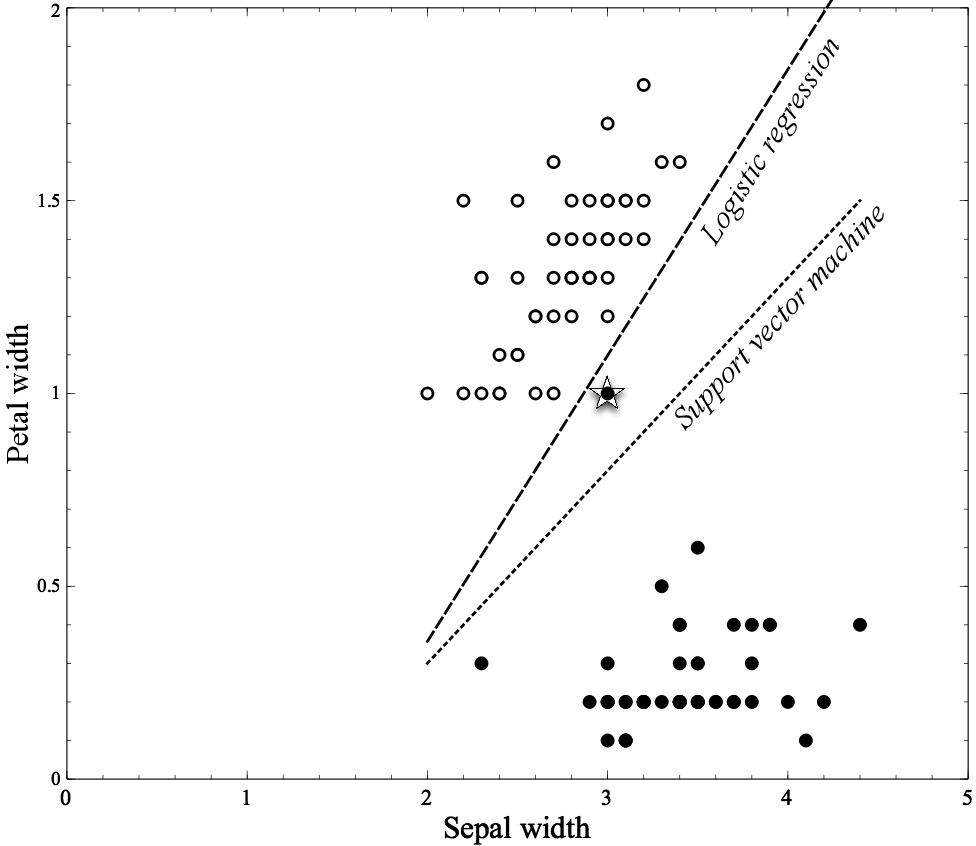 2
Logistic regression
1.5
Support vector machine
Petal width
1
0.5
0
0 1 2 3 4 5
Sepal width